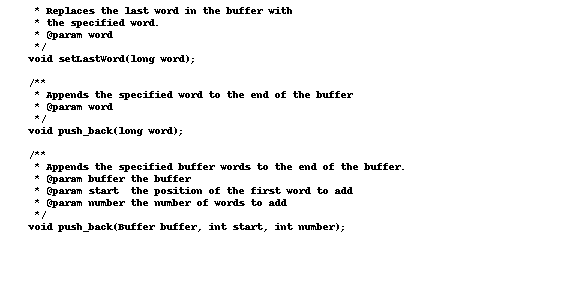 * Replaces the last word in the buffer with
* the specified word.
* @param word
*/
void setLastWord(long word);
/**
* Appends the specified word to the end of the buffer
* @param word
*/
void push_back(long word);
/**
* Appends the specified buffer words to the end of the buffer.
* @param buffer the buffer
* @param start  the position of the first word to add
* @param number the number of words to add
*/
void push_back(Buffer buffer, int start, int number);